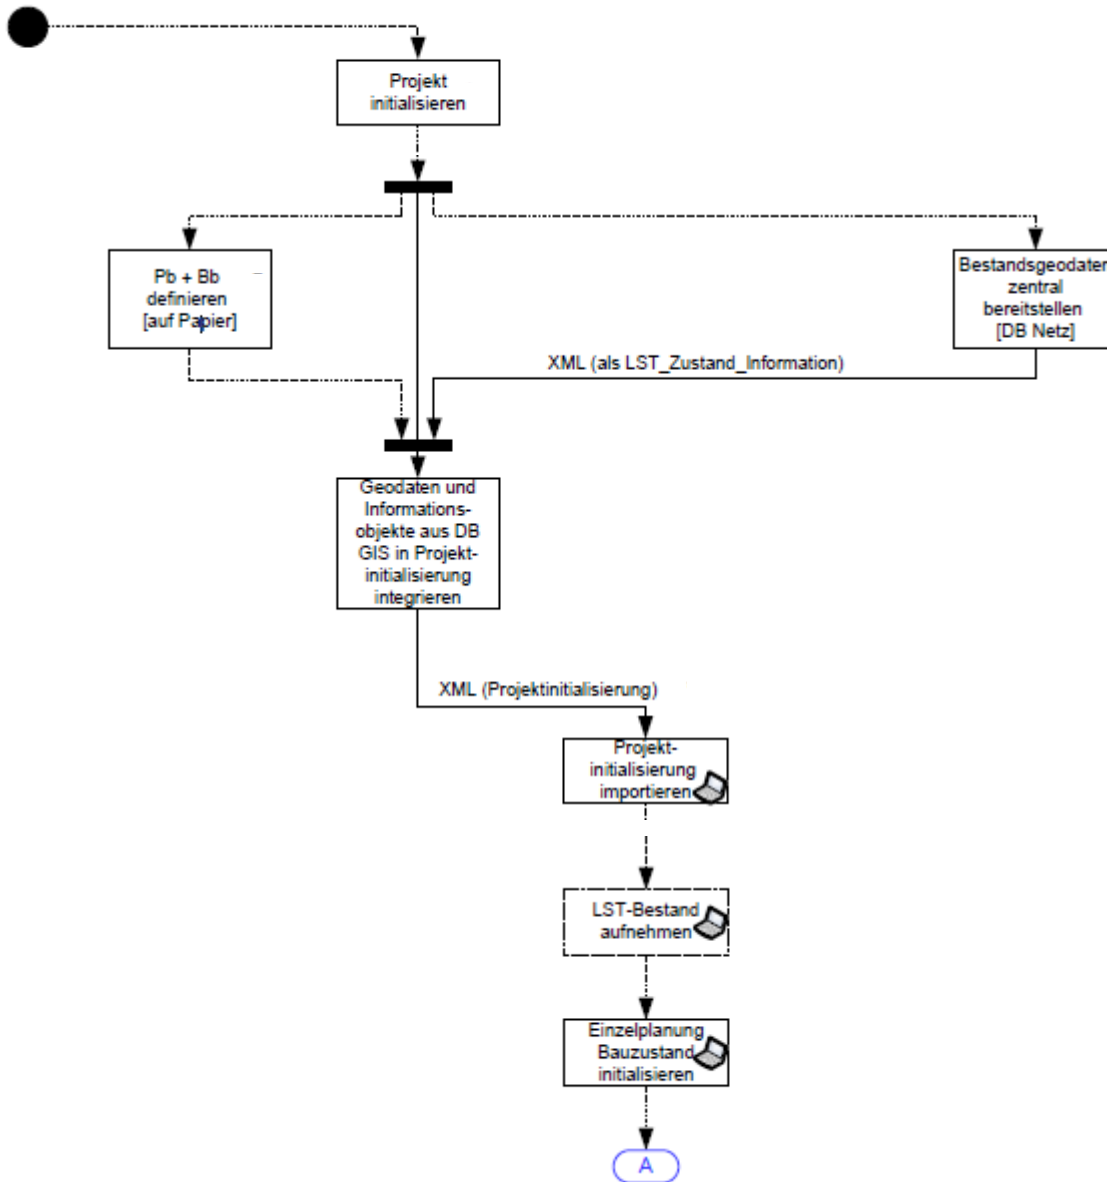 Projekt
initialisieren
Pb + Bb
definieren
[auf Papier]
Bestandsgeodaten
zentral
bereitstellen
[DB Netz]
XML (als LST_Zustand_Information)
Geodaten und
Informations-
objekte aus DB
GIS in Projekt-
initialisierung
integrieren
XML (Projektinitialisierung)
Projekt-
initialisierung
importieren
LST-Bestand
aufnehmen
Einzelplanung
Bauzustand
initialisieren
A